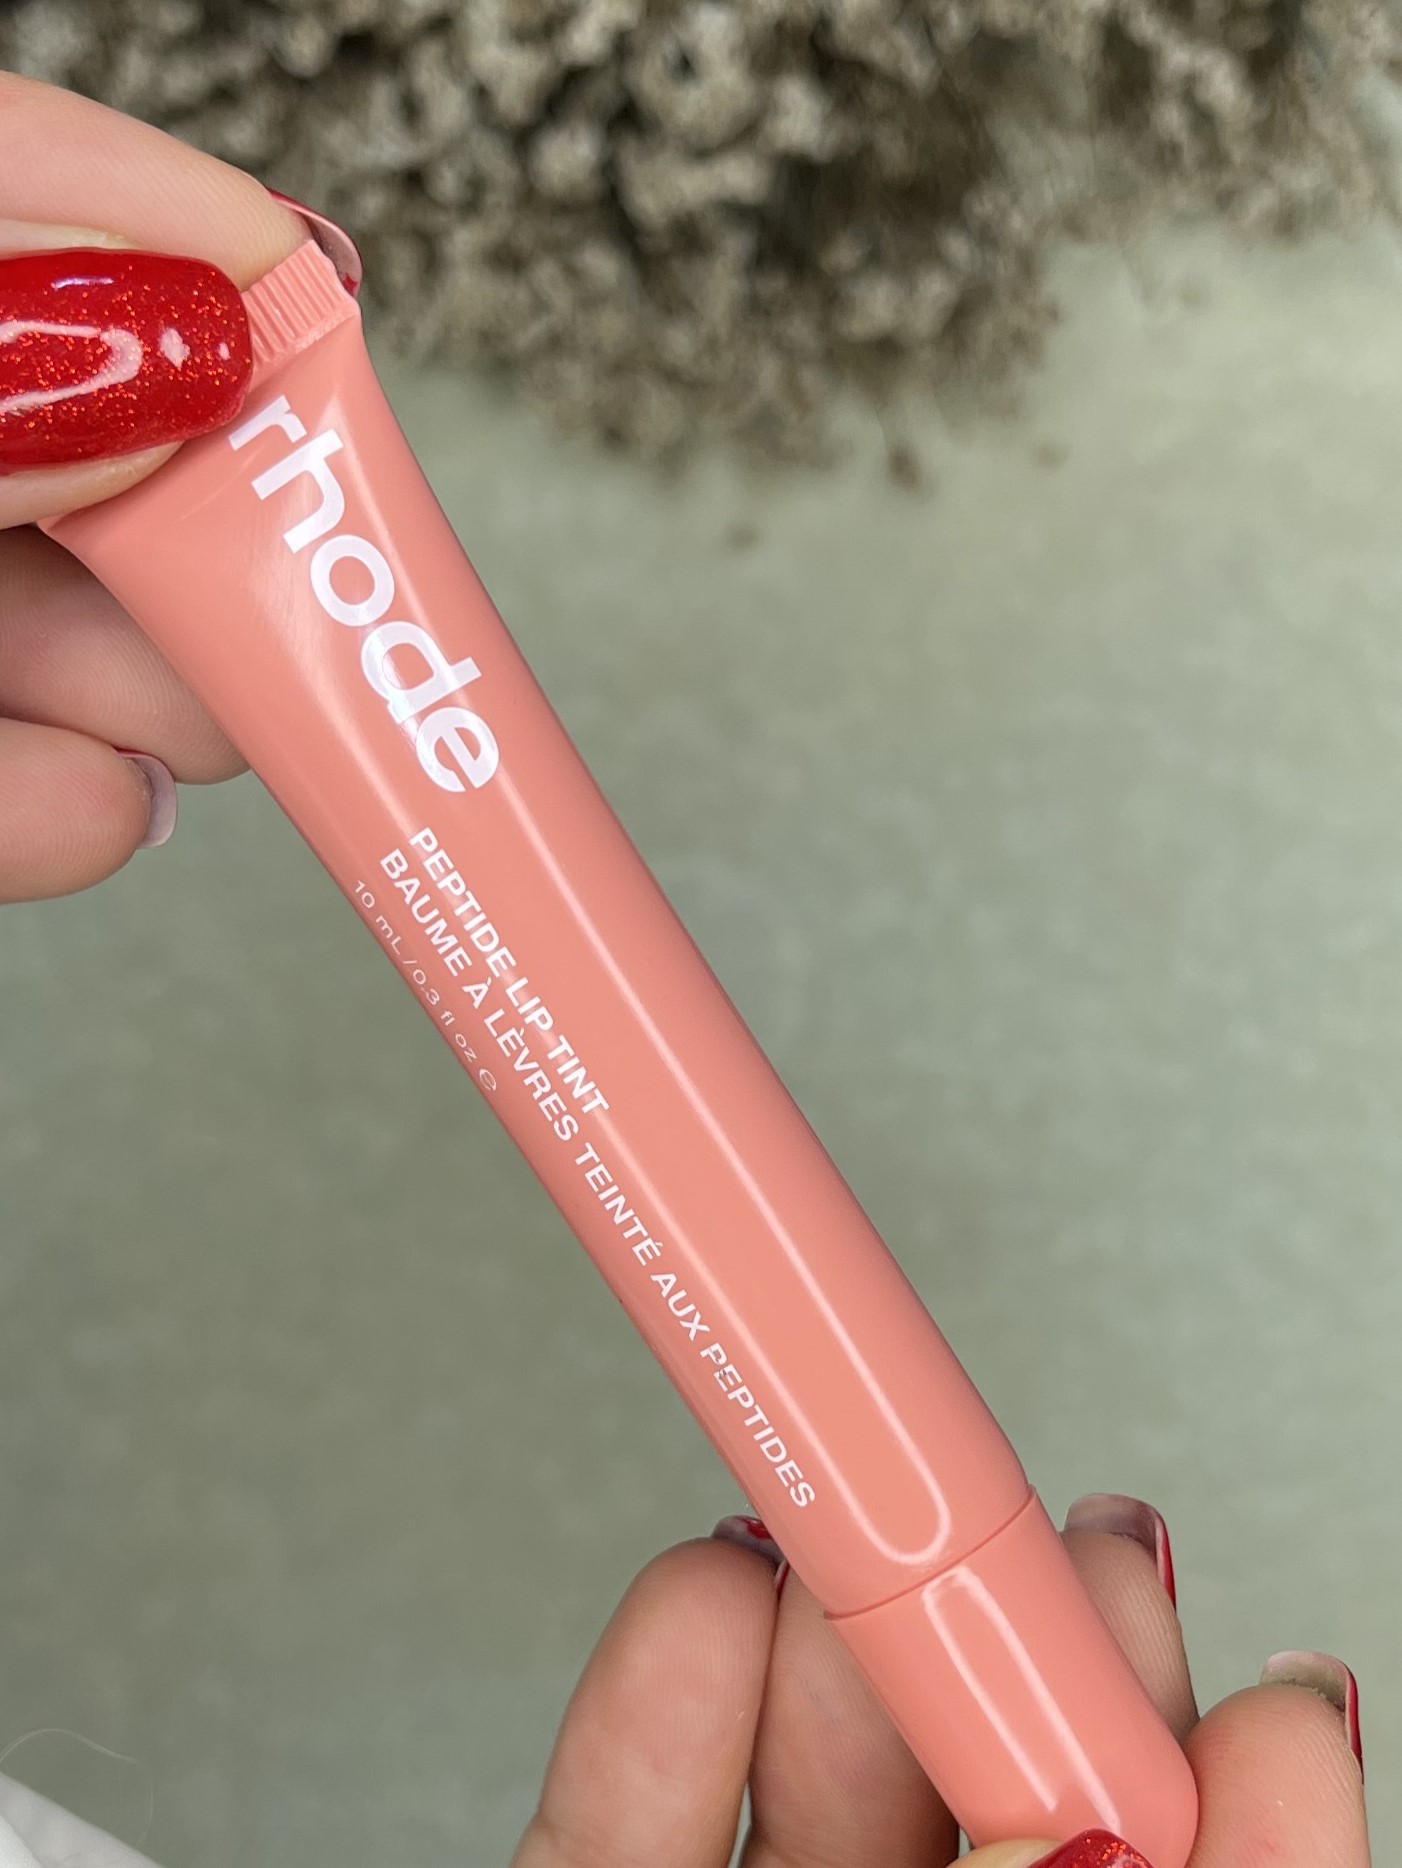 rhode
PEPTIDE LIP TINT
BAUME À LÈVRES TEINTÉ AUX PEPTIDES
10 mL / 0.3 fl oz ℮